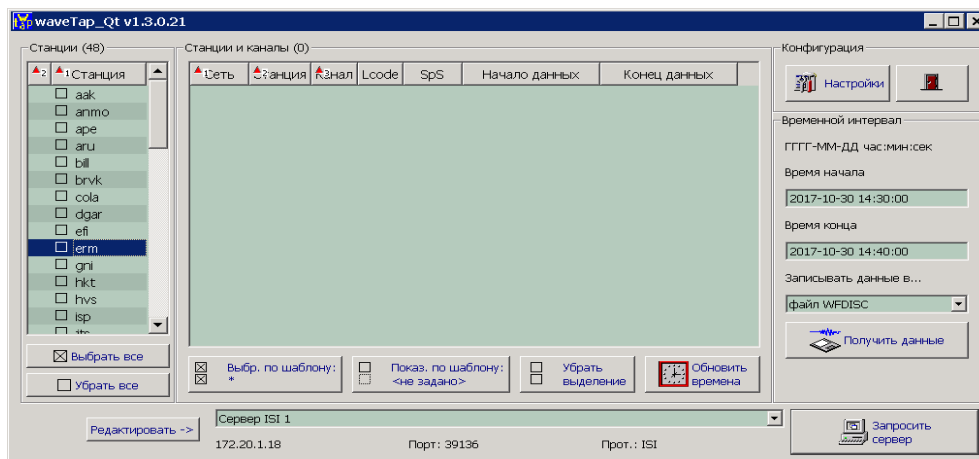 waveTap_Qt v1.3.0.21
Станции (48)
2 1 Станция
aak
anmo
ape
aru
bill
brvk
cola
dgar
efi
erm
gni
hkt
hvs
isp
Выбрать все
Убрать все
Станции и каналы (0)
Сеть Станция Канал Lcode SpS Начало данных Конец данных
Выбр. по шаблону:
*
Показ. по шаблону:
<не задано>
Убрать
выделение
Обновить
времена
Конфигурация
Настройки
Временной интервал
ГГГГ-ММ-ДД час:мин:сек
Время начала
2017-10-30 14:30:00
Время конца
2017-10-30 14:40:00
Записывать данные в...
файл WFDISC
Получить данные
Редактировать ->
Сервер ISI 1
172.20.1.18 Порт: 39136 Прот.: ISI
Запросить
сервер